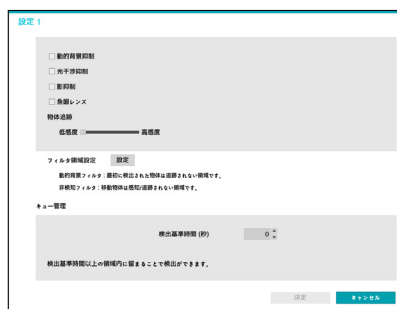 設定 1
動的背景抑制
光干渉抑制
影抑制
魚眼レンズ
物体追跡
低感度 高感度
フィルタ領域設定 設定
動的背景フィルタ：最初に検出された物体は追跡されない領域です。
非検知フィルタ：移動物体は感知/追跡されない領域です。
キュー管理
検出基準時間 (秒) 0
検出基準時間以上の領域内に留まることで検出ができます。
決定 キャンセル